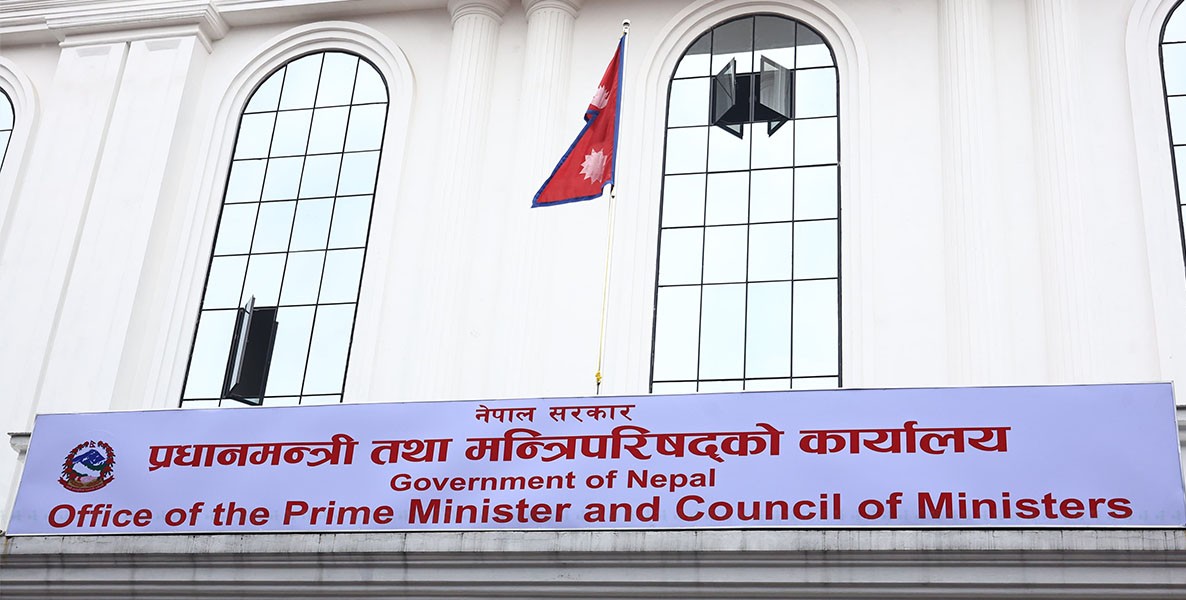 नेपाल सरकार
प्रधानमन्त्री तथा मन्त्रिपरिषद्को कार्यालय
Government of Nepal
Office of the Prime Minister and Council of Ministers